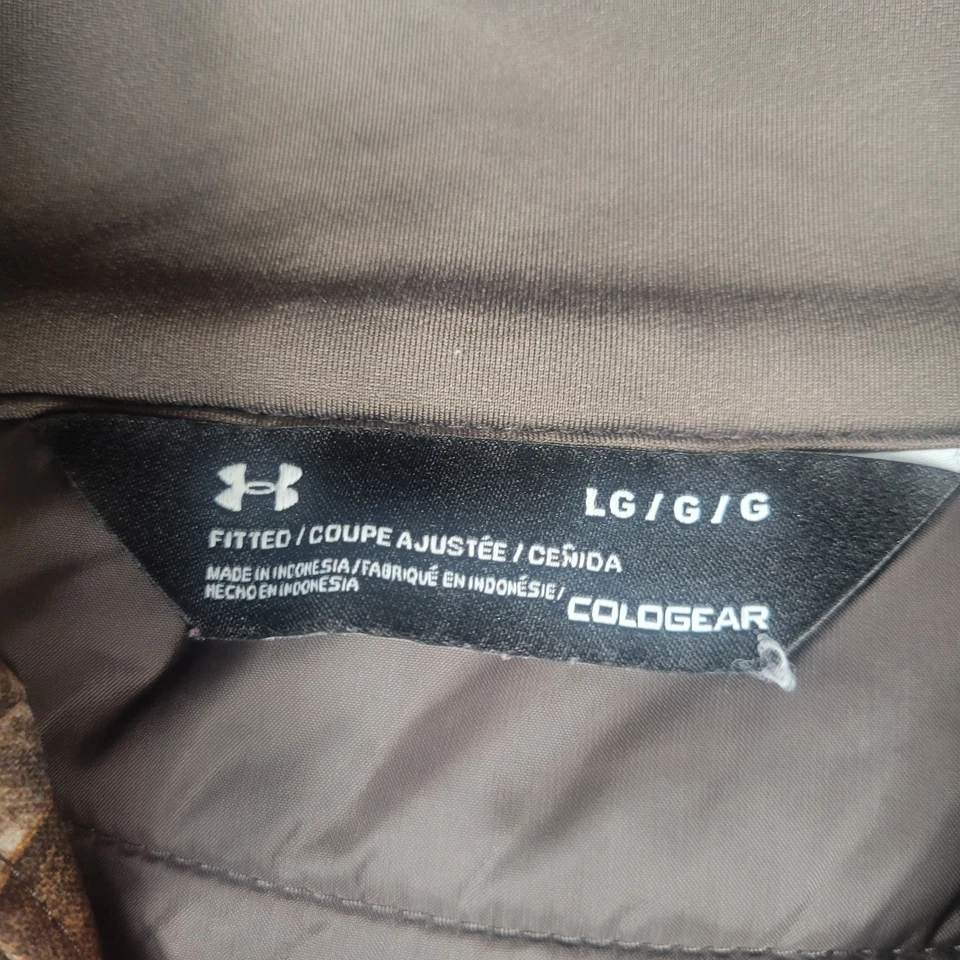 LG / G / G
FITTED / COUPE AJUSTÉE / CEÑIDA
MADE IN INDONESIA / FABRIQUÉ EN INDONÉSIE /
HECHO EN INDONESIA
COLDGEAR